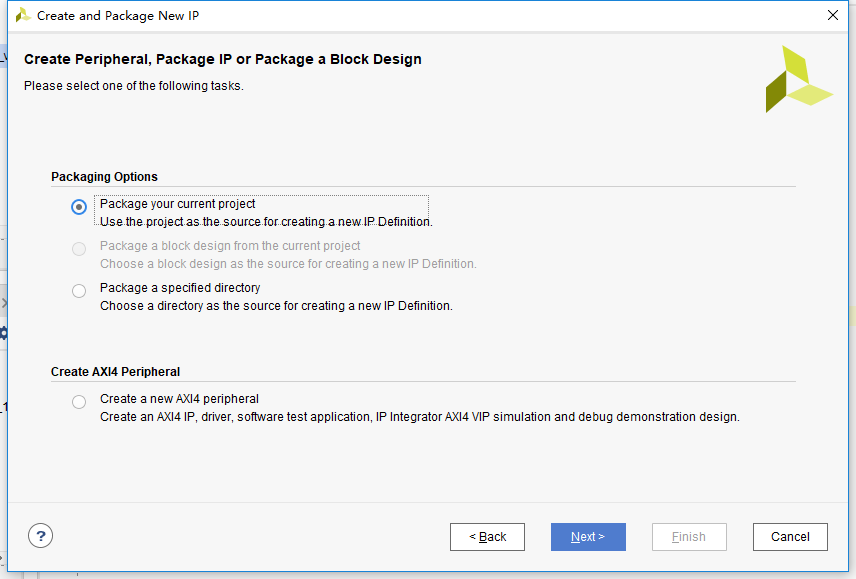 Create and Package New IP
Create Peripheral, Package IP or Package a Block Design
Please select one of the following tasks.
Packaging Options
Package your current project
Use the project as the source for creating a new IP Definition.
Package a block design from the current project
Choose a block design as the source for creating a new IP Definition.
Package a specified directory
Choose a directory as the source for creating a new IP Definition.
Create AXI4 Peripheral
Create a new AXI4 peripheral
Create an AXI4 IP, driver, software test application, IP Integrator AXI4 VIP simulation and debug demonstration design.
?
< Back
Next >
Finish
Cancel